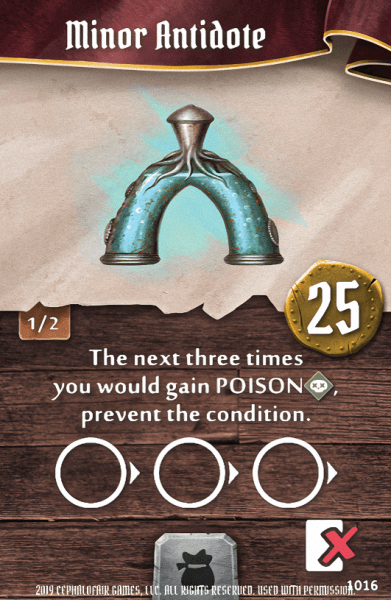 Minor Antidote
25
1/2
The next three times
you would gain POISON,
prevent the condition.
1016
2019 CEPHALOFAIR GAMES, LLC. ALL RIGHTS RESERVED. USED WITH PERMISSION.